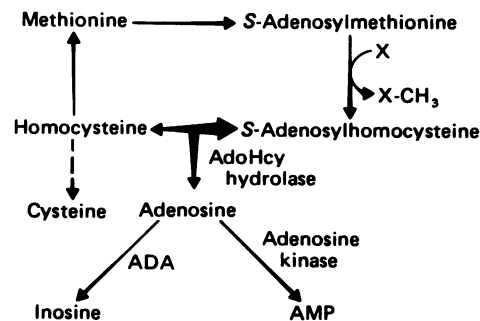 Methionine
S-Adenosylmethionine
X
X-CH₃
Homocysteine
S-Adenosylhomocysteine
AdoHcy
hydrolase
Cysteine
Adenosine
ADA
Adenosine
kinase
Inosine
AMP